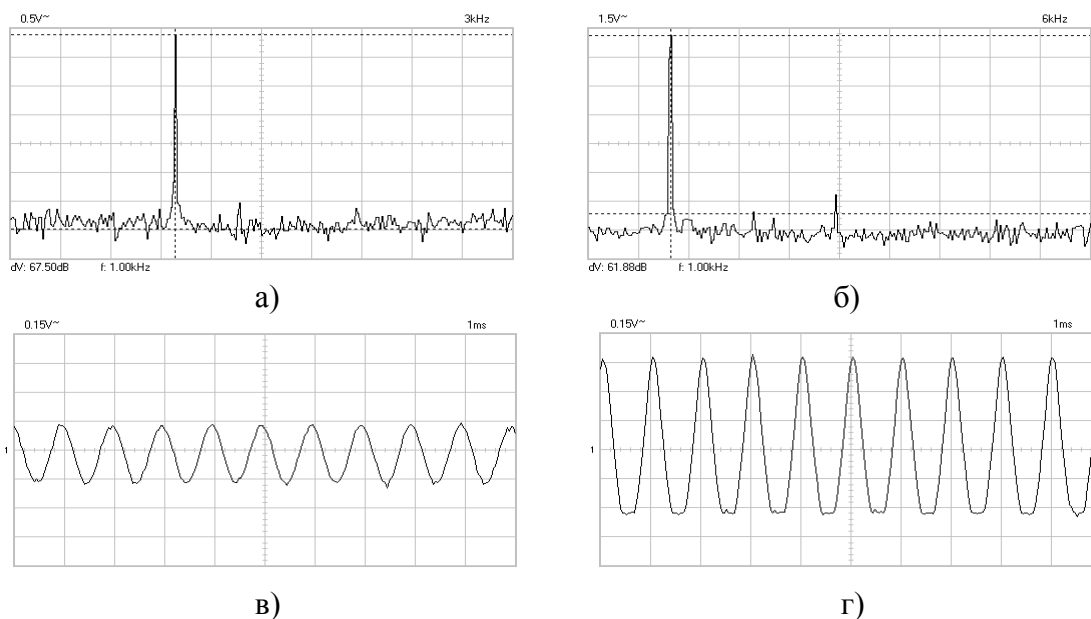 0.5V~ 3kHz
1.5V~ 6kHz
dV: 67.50dB f: 1.00kHz
dV: 61.88dB f: 1.00kHz
а)
б)
0.15V~ 1ms
0.15V~ 1ms
1
1
в)
г)